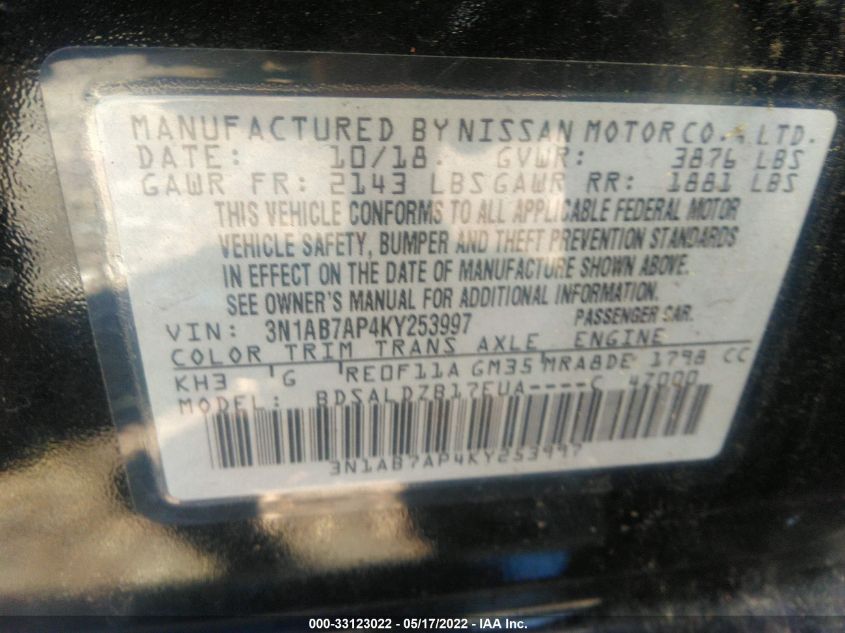 MANUFACTURED BY NISSAN MOTOR CO., LTD.
DATE: 10/18 GVWR: 3876 LBS
GAWR FR: 2143 LBS GAWR RR: 1881 LBS
THIS VEHICLE CONFORMS TO ALL APPLICABLE FEDERAL MOTOR
VEHICLE SAFETY, BUMPER AND THEFT PREVENTION STANDARDS
IN EFFECT ON THE DATE OF MANUFACTURE SHOWN ABOVE.
SEE OWNER'S MANUAL FOR ADDITIONAL INFORMATION.
VIN: 3N1AB7AP4KY253997 PASSENGER CAR.
COLOR TRIM TRANS AXLE ENGINE
KH3 G RE0F11A GM35 MRA8DE 1798 CC
MODEL: BDSALDZB17EUA----C 4Z000
3N1AB7AP4KY253997
000-33123022 — 05/17/2022 — IAA Inc.